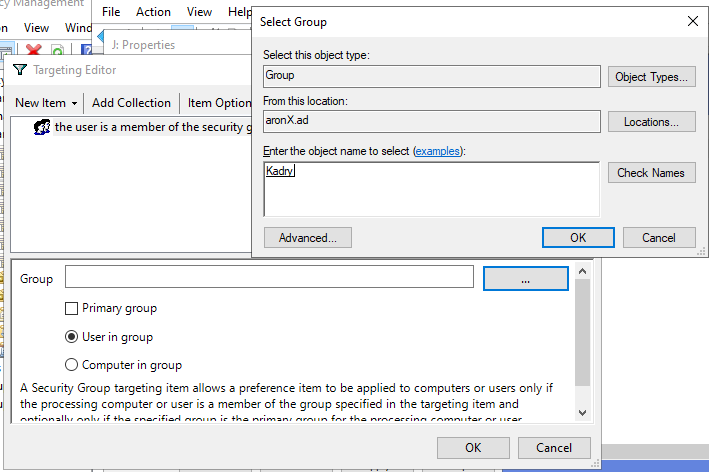 cy Management
File Action View Help
View Wind
J: Properties
Targeting Editor
New Item Add Collection Item Option
the user is a member of the security g
Select Group
Select this object type:
Group
Object Types...
From this location:
aronX.ad
Locations...
Enter the object name to select (examples):
Kadry
Check Names
Advanced...
OK
Cancel
Group
...
Primary group
User in group
Computer in group
A Security Group targeting item allows a preference item to be applied to computers or users only if
the processing computer or user is a member of the group specified in the targeting item and
optionally only if the specified group is the primary group for the processing computer or user.
OK
Cancel